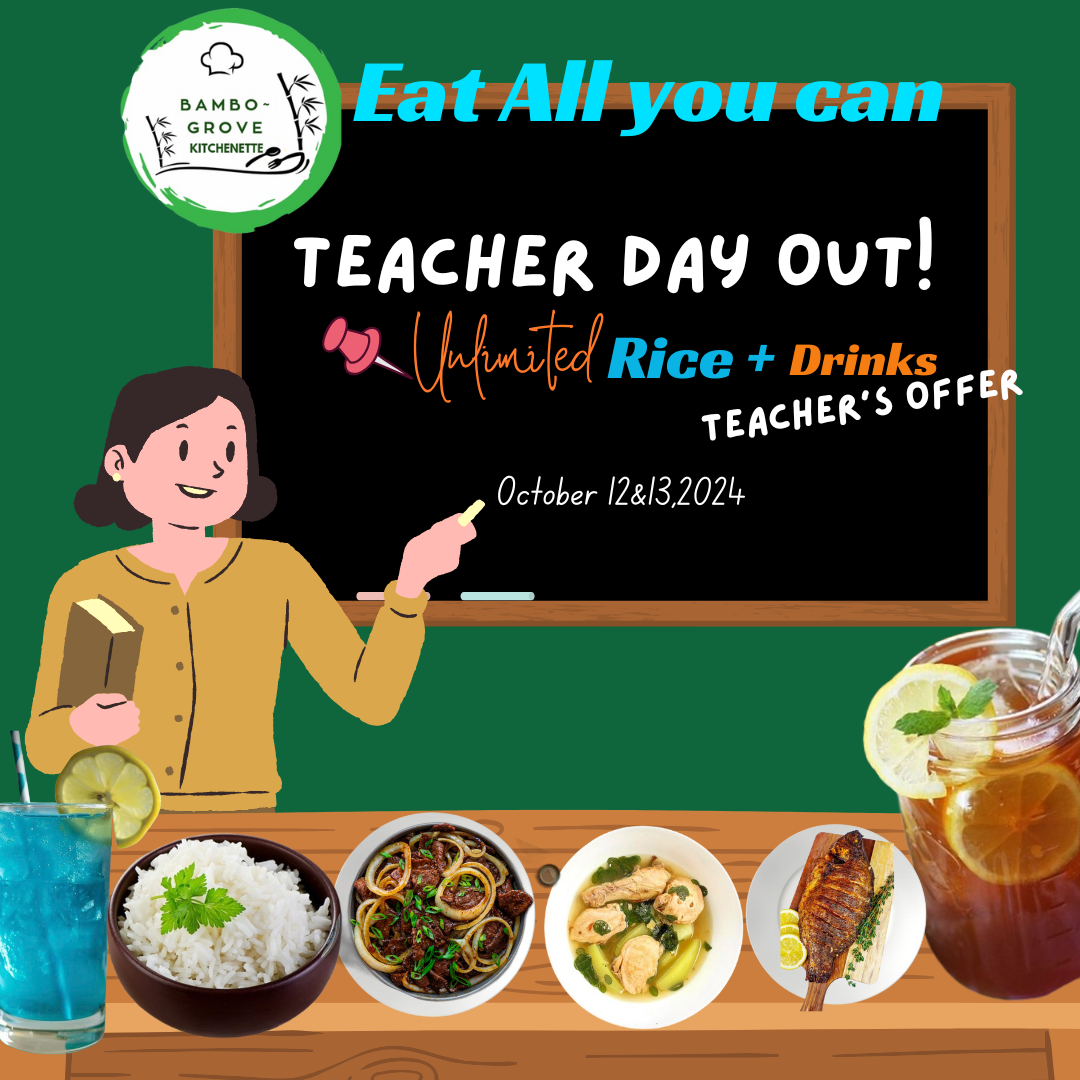 BAMBO~
GROVE
KITCHENETTE
Eat All you can
TEACHER DAY OUT!
Unlimited Rice + Drinks
TEACHER'S OFFER
October 12&13,2024